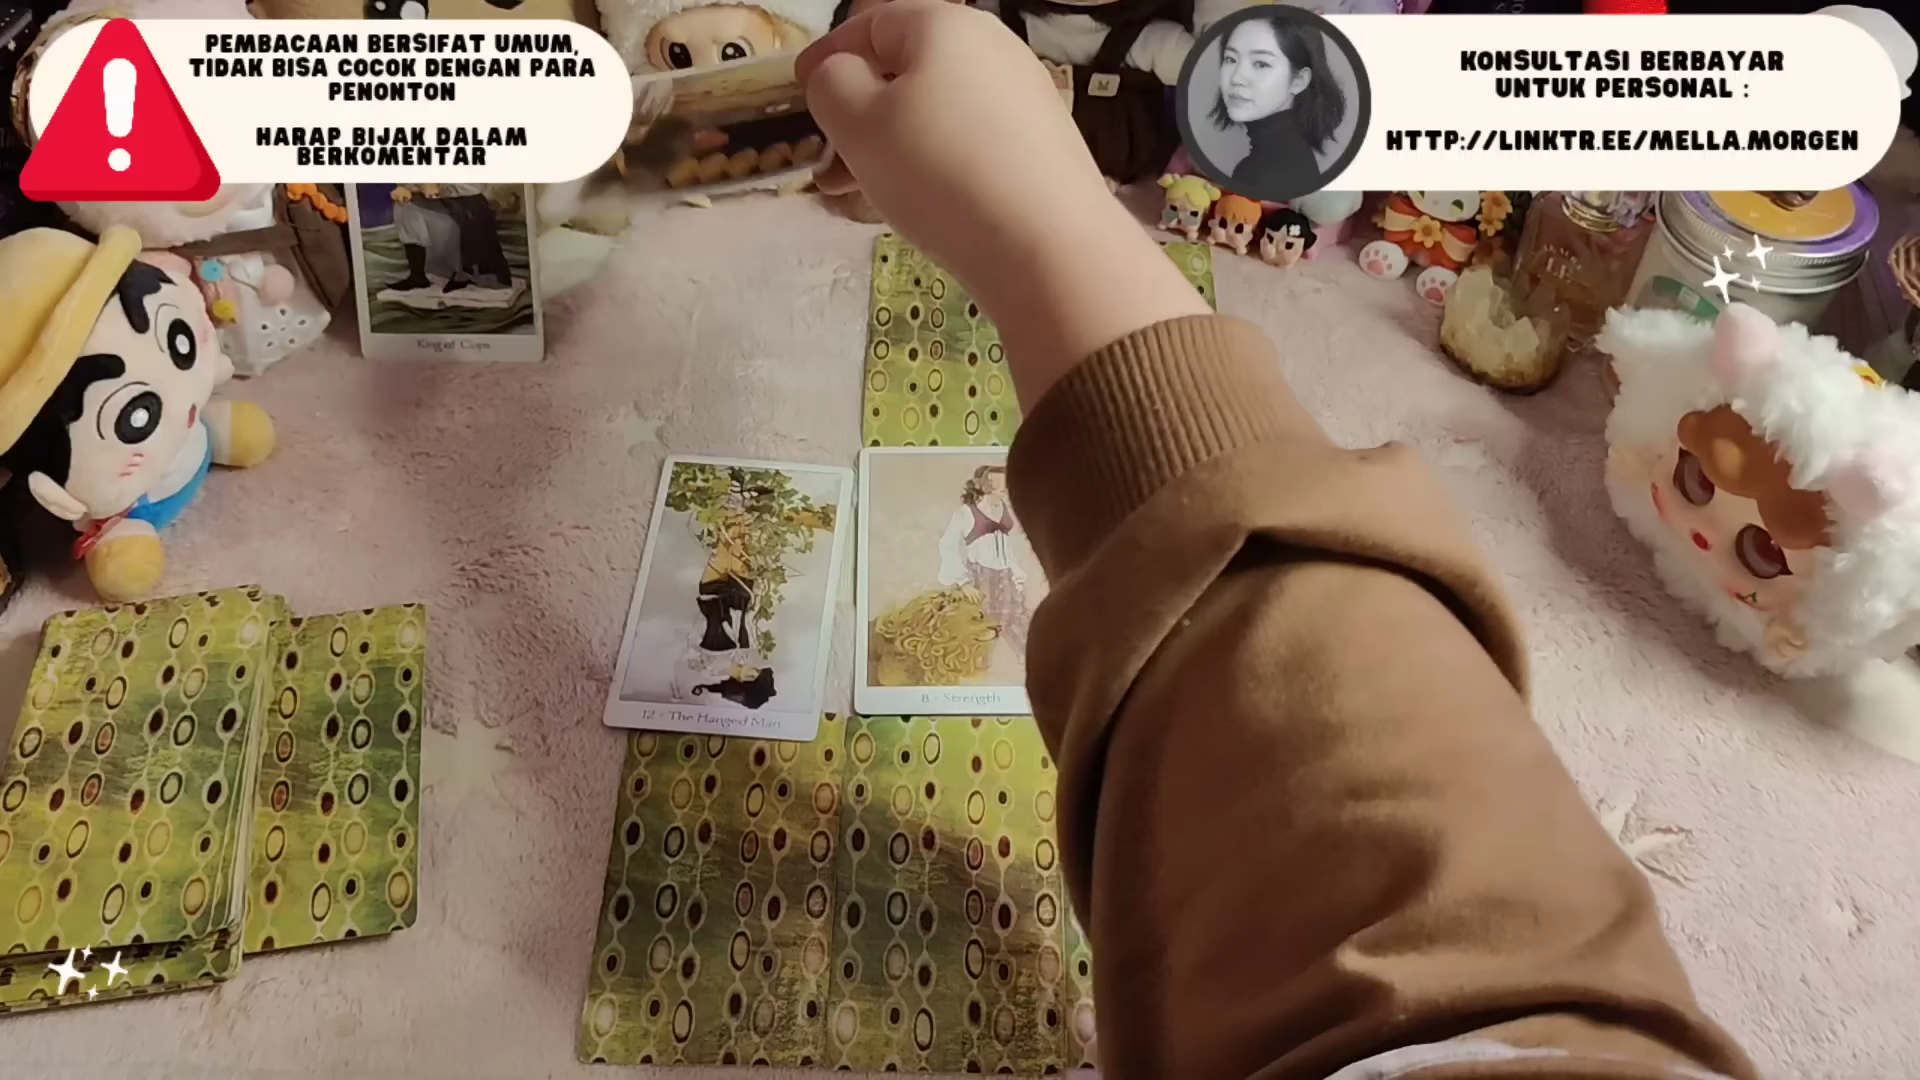 PEMBACAAN BERSIFAT UMUM,
TIDAK BISA COCOK DENGAN PARA
PENONTON
HARAP BIJAK DALAM
BERKOMENTAR
KONSULTASI BERBAYAR
UNTUK PERSONAL :
HTTP://LINKTR.EE/MELLA.MORGEN
King of Cups
12 - The Hanged Man
8 - Strength